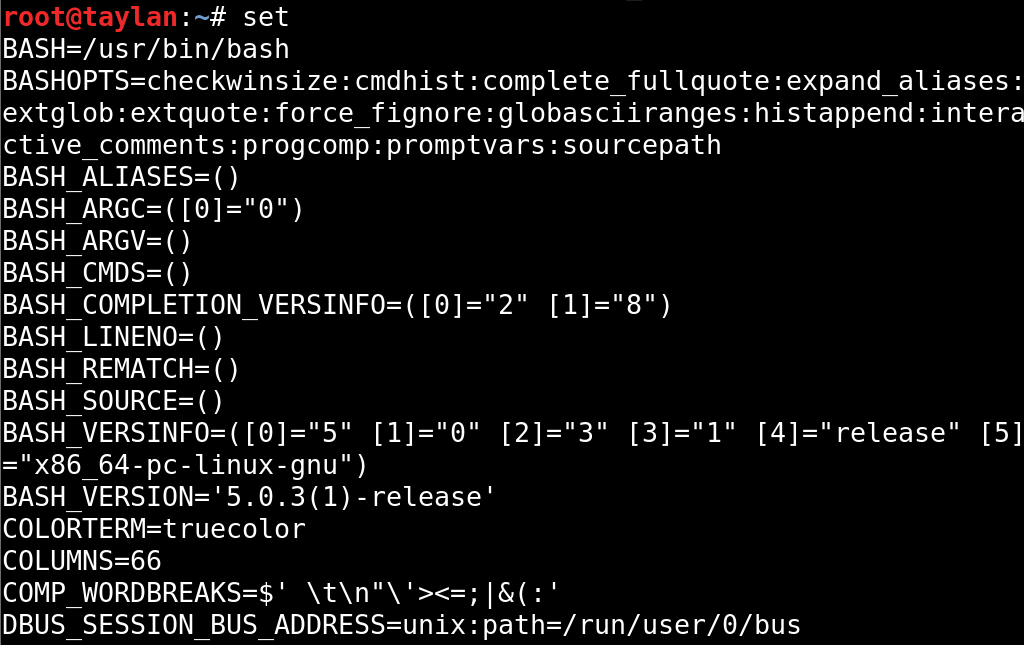 root@taylan:~# set
BASH=/usr/bin/bash
BASHOPTS=checkwinsize:cmdhist:complete_fullquote:expand_aliases:
extglob:extquote:force_fignore:globasciiranges:histappend:intera
ctive_comments:progcomp:promptvars:sourcepath
BASH_ALIASES=()
BASH_ARGC=([0]="0")
BASH_ARGV=()
BASH_CMDS=()
BASH_COMPLETION_VERSINFO=([0]="2" [1]="8")
BASH_LINENO=()
BASH_REMATCH=()
BASH_SOURCE=()
BASH_VERSINFO=([0]="5" [1]="0" [2]="3" [3]="1" [4]="release" [5]
="x86_64-pc-linux-gnu")
BASH_VERSION='5.0.3(1)-release'
COLORTERM=truecolor
COLUMNS=66
COMP_WORDBREAKS=$' \t\n"\'><=;|&(:'
DBUS_SESSION_BUS_ADDRESS=unix:path=/run/user/0/bus